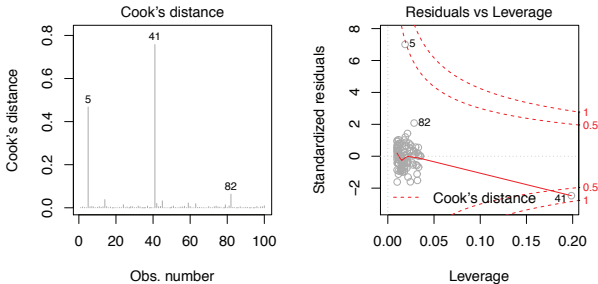 Cook's distance
Cook's distance
0.0
0.2
0.4
0.6
0.8
5
41
82
0 20 40 60 80 100
Obs. number
Residuals vs Leverage
Standardized residuals
8
6
4
2
0
−2
5
82
41
1
0.5
0.5
1
Cook's distance
0.00 0.05 0.10 0.15 0.20
Leverage